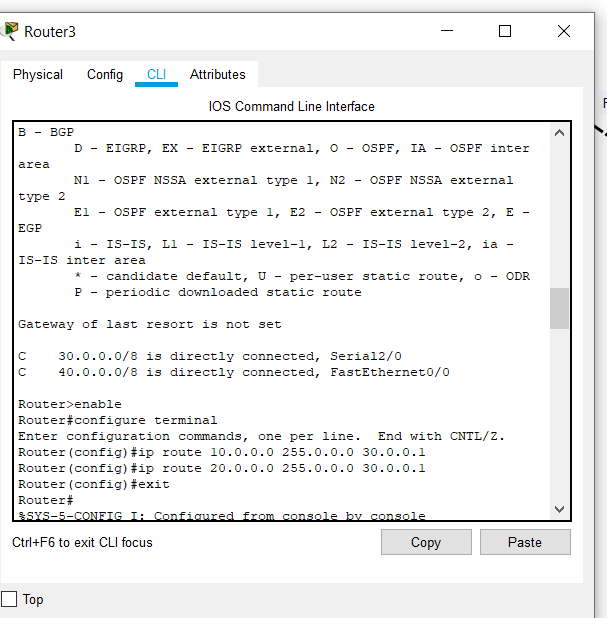 Router3
Physical Config CLI Attributes
IOS Command Line Interface
B - BGP
D - EIGRP, EX - EIGRP external, O - OSPF, IA - OSPF inter
area
N1 - OSPF NSSA external type 1, N2 - OSPF NSSA external
type 2
E1 - OSPF external type 1, E2 - OSPF external type 2, E -
EGP
i - IS-IS, L1 - IS-IS level-1, L2 - IS-IS level-2, ia -
IS-IS inter area
* - candidate default, U - per-user static route, o - ODR
P - periodic downloaded static route
Gateway of last resort is not set
C 30.0.0.0/8 is directly connected, Serial2/0
C 40.0.0.0/8 is directly connected, FastEthernet0/0
Router>enable
Router#configure terminal
Enter configuration commands, one per line. End with CNTL/Z.
Router(config)#ip route 10.0.0.0 255.0.0.0 30.0.0.1
Router(config)#ip route 20.0.0.0 255.0.0.0 30.0.0.1
Router(config)#exit
Router#
%SYS-5-CONFIG_I: Configured from console by console
Ctrl+F6 to exit CLI focus
Copy Paste
Top